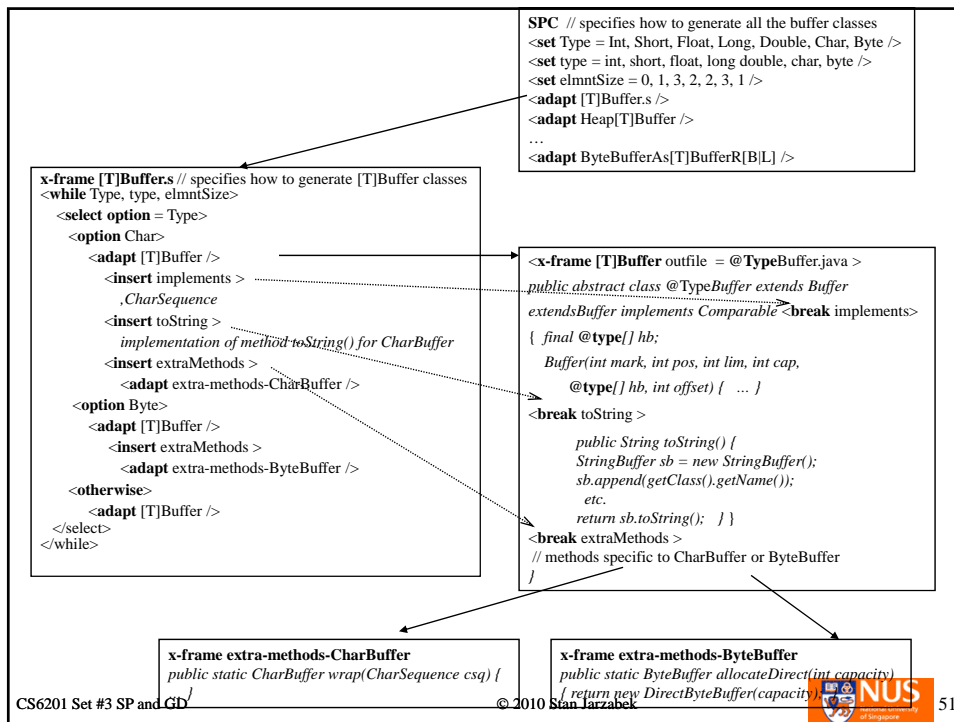 SPC // specifies how to generate all the buffer classes
<set Type = Int, Short, Float, Long, Double, Char, Byte />
<set type = int, short, float, long double, char, byte />
<set elmntSize = 0, 1, 3, 2, 2, 3, 1 />
<adapt [T]Buffer.s />
<adapt Heap[T]Buffer />
…
<adapt ByteBufferAs[T]BufferR[B|L] />
x-frame [T]Buffer.s // specifies how to generate [T]Buffer classes
<while Type, type, elmntSize>
<select option = Type>
<option Char>
<adapt [T]Buffer />
<insert implements >
,CharSequence
<insert toString >
implementation of method toString() for CharBuffer
<insert extraMethods >
<adapt extra-methods-CharBuffer />
<option Byte>
<adapt [T]Buffer />
<insert extraMethods >
<adapt extra-methods-ByteBuffer />
<otherwise>
<adapt [T]Buffer />
</select>
</while>
<x-frame [T]Buffer outfile = @TypeBuffer.java >
public abstract class @TypeBuffer extends Buffer
extendsBuffer implements Comparable <break implements>
{ final @type[] hb;
Buffer(int mark, int pos, int lim, int cap,
@type[] hb, int offset) { ... }
<break toString >
public String toString() {
StringBuffer sb = new StringBuffer();
sb.append(getClass().getName());
etc.
return sb.toString(); } }
<break extraMethods >
// methods specific to CharBuffer or ByteBuffer
}
x-frame extra-methods-CharBuffer
public static CharBuffer wrap(CharSequence csq) {
}
x-frame extra-methods-ByteBuffer
public static ByteBuffer allocateDirect(int capacity)
{ return new DirectByteBuffer(capacity);
CS6201 Set #3 SP and GD
© 2010 Stan Jarzabek
NUS
National University
of Singapore
51